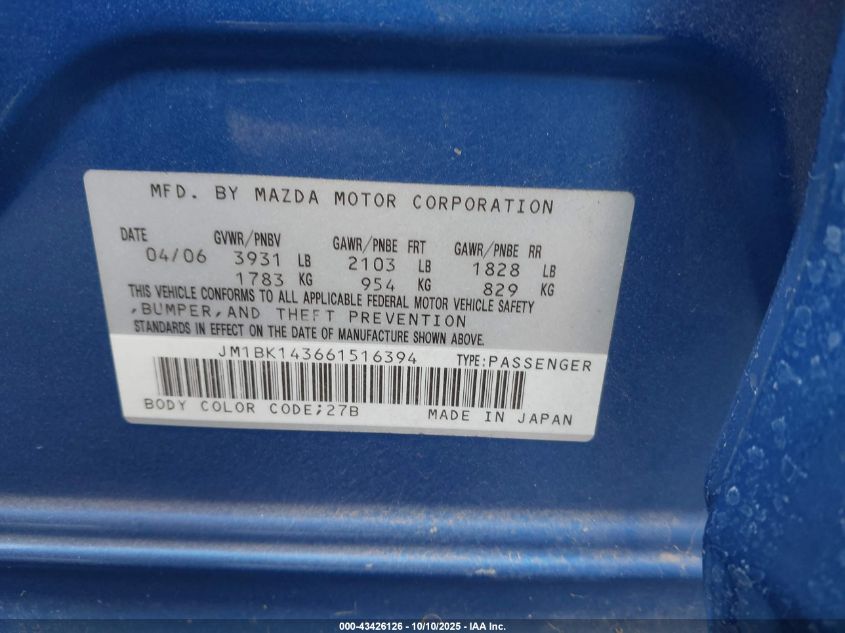 MFD. BY MAZDA MOTOR CORPORATION
DATE GVWR/PNBV GAWR/PNBE FRT GAWR/PNBE RR
04/06 3931 LB 2103 LB 1828 LB
1783 KG 954 KG 829 KG
THIS VEHICLE CONFORMS TO ALL APPLICABLE FEDERAL MOTOR VEHICLE SAFETY
,BUMPER,AND THEFT PREVENTION
STANDARDS IN EFFECT ON THE DATE OF MANUFACTURE SHOWN ABOVE.
JM1BK143661516394 TYPE:PASSENGER
BODY COLOR CODE;27B MADE IN JAPAN
000-43426126 - 10/10/2025 - IAA Inc.